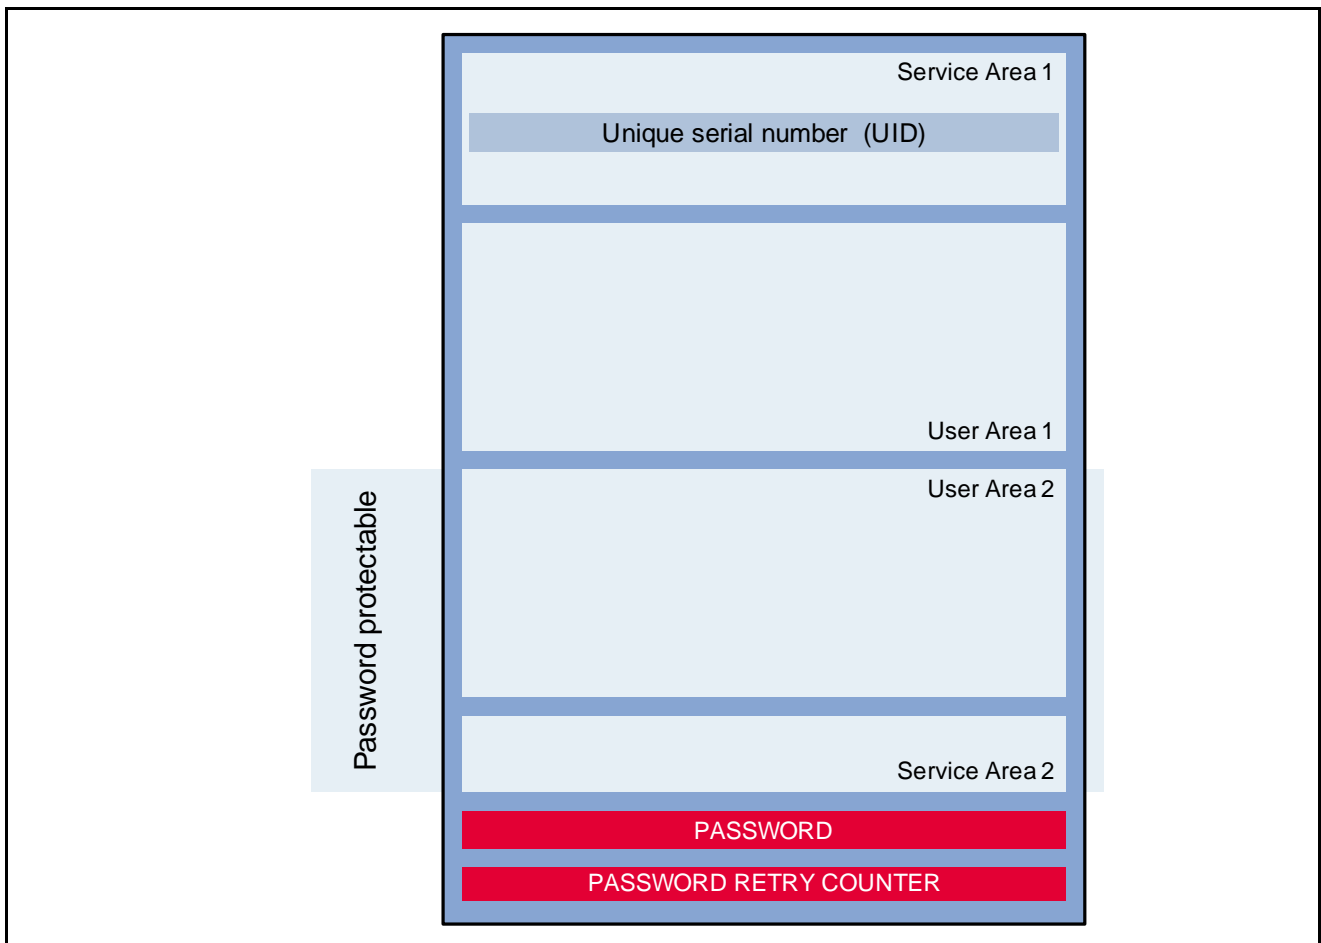 Service Area 1
Unique serial number (UID)
User Area 1
User Area 2
Password protectable
Service Area 2
PASSWORD
PASSWORD RETRY COUNTER